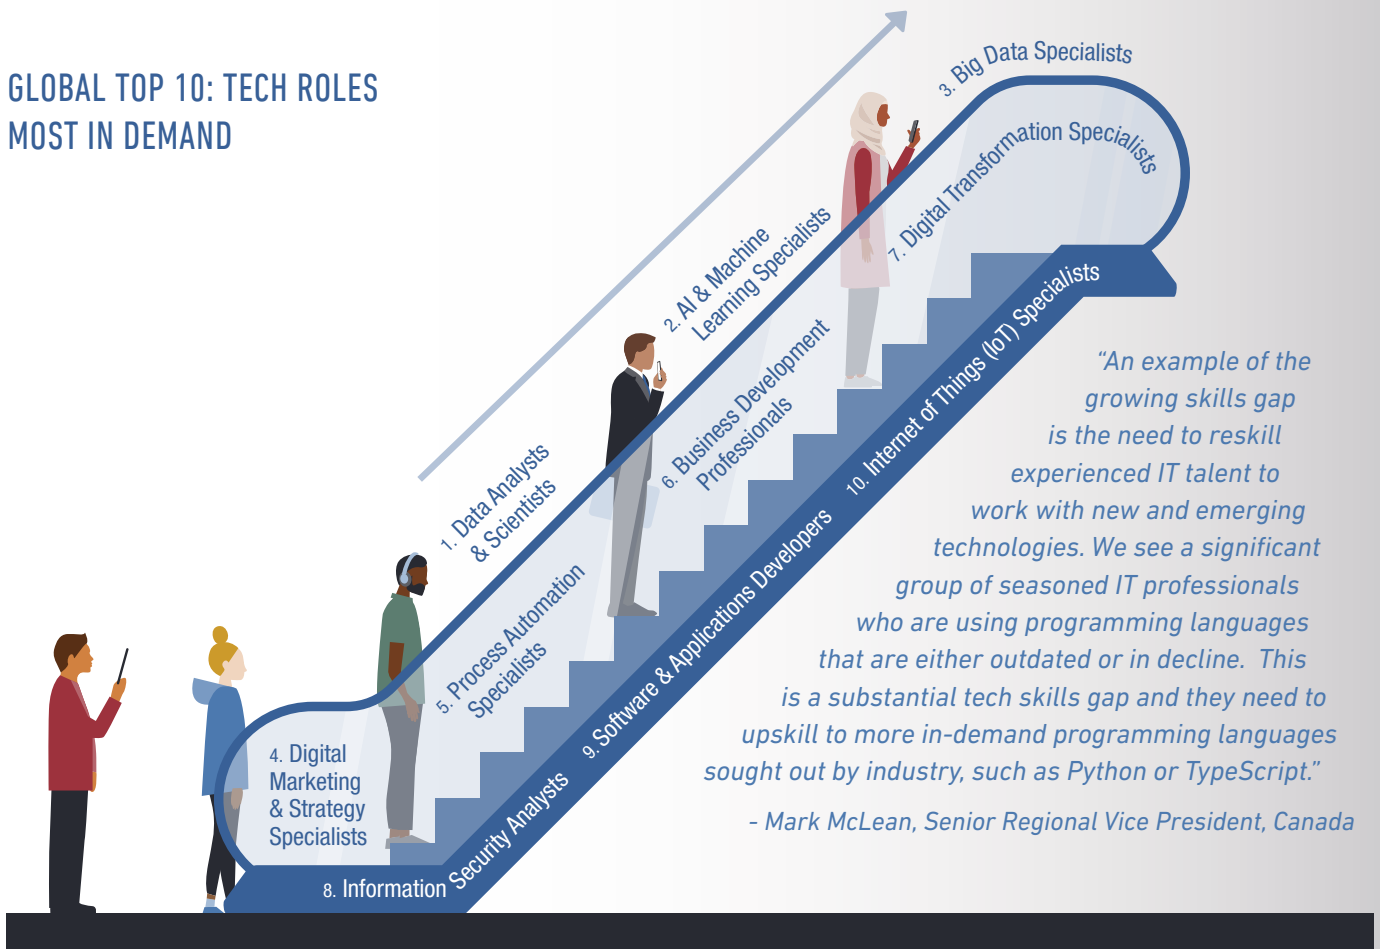 GLOBAL TOP 10: TECH ROLES
MOST IN DEMAND
1. Data Analysts
& Scientists
2. AI & Machine
Learning Specialists
3. Big Data Specialists
4. Digital
Marketing
& Strategy
Specialists
5. Process Automation
Specialists
6. Business Development
Professionals
7. Digital Transformation Specialists
8. Information Security Analysts
9. Software & Applications Developers
10. Internet of Things (IoT) Specialists
“An example of the
growing skills gap
is the need to reskill
experienced IT talent to
work with new and emerging
technologies. We see a significant
group of seasoned IT professionals
who are using programming languages
that are either outdated or in decline. This
is a substantial tech skills gap and they need to
upskill to more in-demand programming languages
sought out by industry, such as Python or TypeScript.”
- Mark McLean, Senior Regional Vice President, Canada